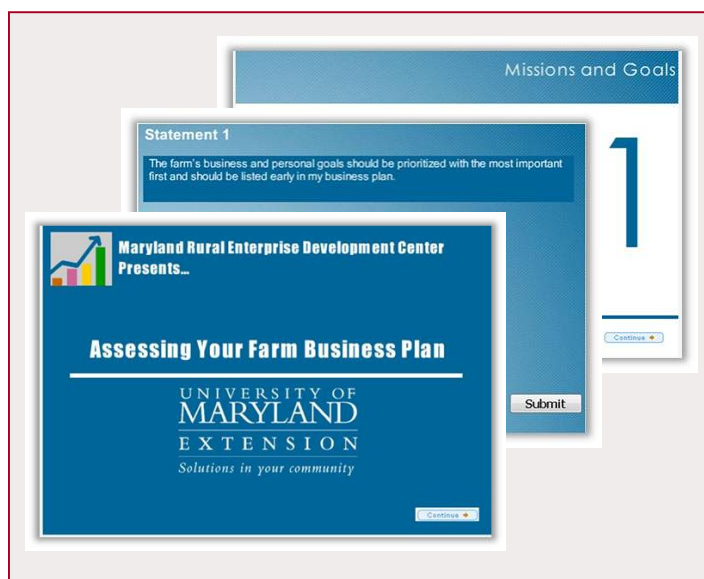 Missions and Goals
1
Continue
Statement 1
The farm's business and personal goals should be prioritized with the most important
first and should be listed early in my business plan.
Submit
Maryland Rural Enterprise Development Center
Presents...
Assessing Your Farm Business Plan
UNIVERSITY OF
MARYLAND
EXTENSION
Solutions in your community
Continue